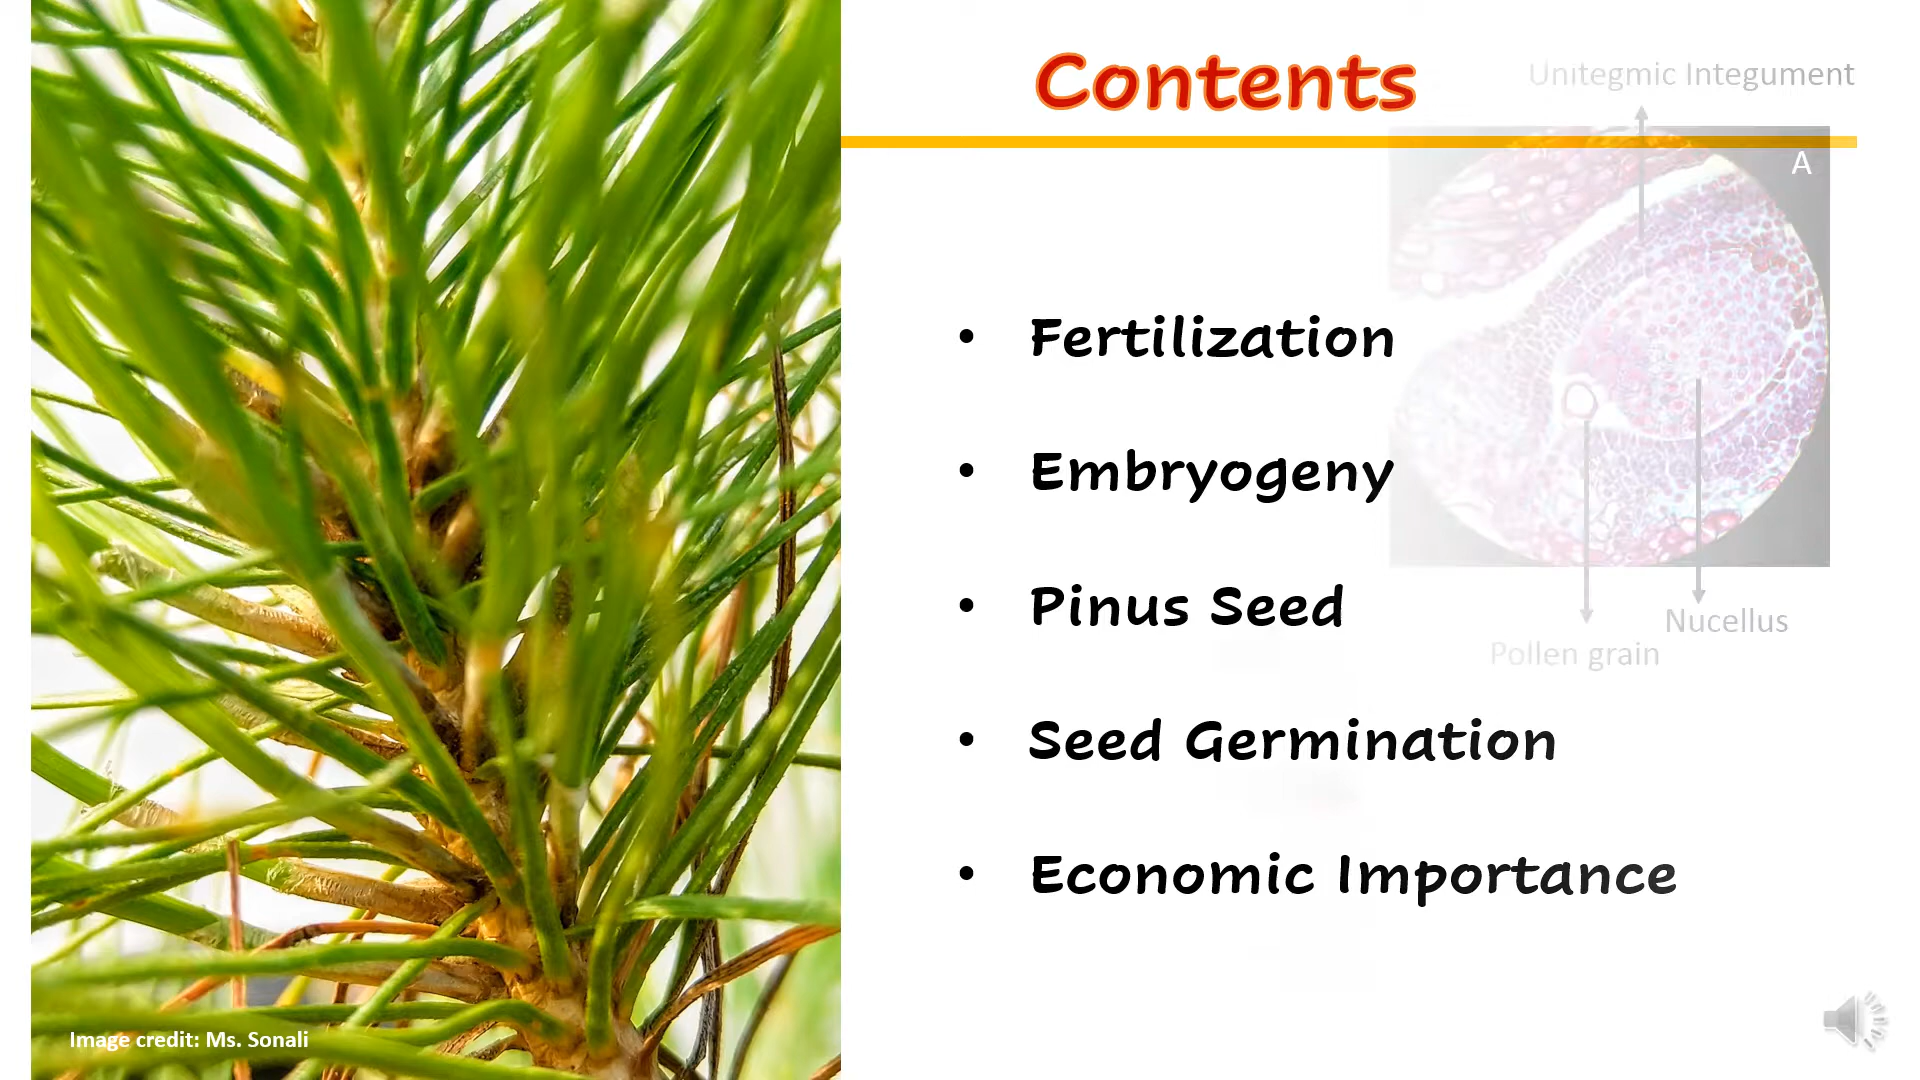 Contents
Unitegmic Integument
A
• Fertilization
• Embryogeny
• Pinus Seed
Nucellus
Pollen grain
• Seed Germination
• Economic Importance
Image credit: Ms. Sonali